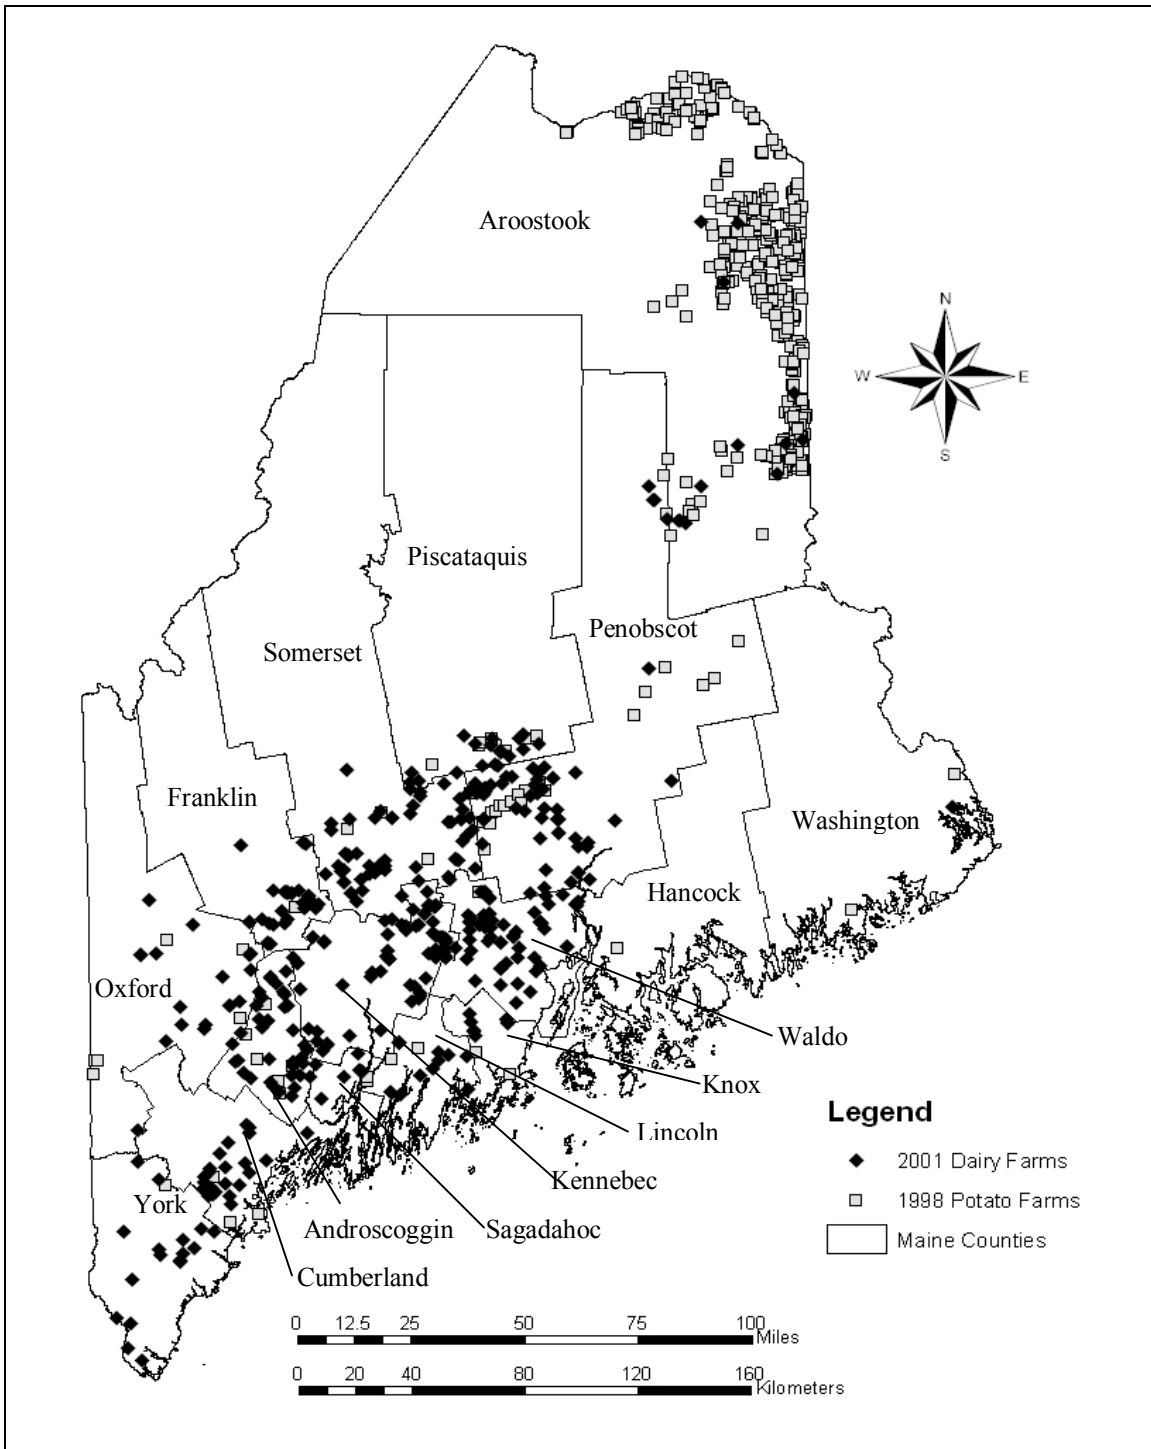 Aroostook
N
W
E
S
Piscataquis
Penobscot
Somerset
Franklin
Washington
Hancock
Oxford
Waldo
Knox
Legend
Lincoln
2001 Dairy Farms
Kennebec
1998 Potato Farms
York
Androscoggin
Sagadahoc
Maine Counties
Cumberland
0 12.5 25 50 75 100
Miles
0 20 40 80 120 160
Kilometers